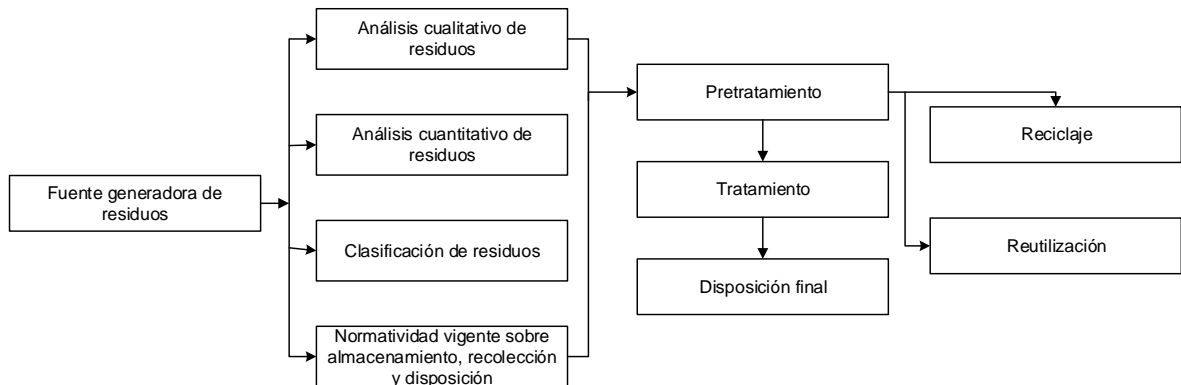 Fuente generadora de
residuos
Análisis cualitativo de
residuos
Análisis cuantitativo de
residuos
Clasificación de residuos
Normatividad vigente sobre
almacenamiento, recolección
y disposición
Pretratamiento
Tratamiento
Disposición final
Reciclaje
Reutilización